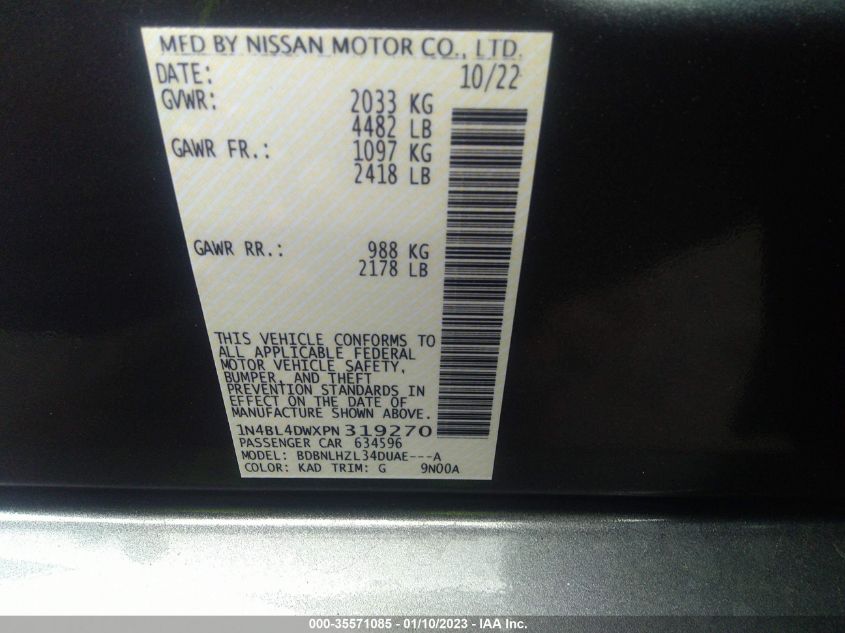 MFD BY NISSAN MOTOR CO., LTD.
DATE: 10/22
GVWR: 2033 KG
4482 LB
GAWR FR.: 1097 KG
2418 LB
GAWR RR.: 988 KG
2178 LB
THIS VEHICLE CONFORMS TO
ALL APPLICABLE FEDERAL
MOTOR VEHICLE SAFETY,
BUMPER, AND THEFT
PREVENTION STANDARDS IN
EFFECT ON THE DATE OF
MANUFACTURE SHOWN ABOVE.
1N4BL4DWXPN319270
PASSENGER CAR 634596
MODEL: BDBNLHZL34DUAE---A
COLOR: KAD TRIM: G 9N00A
000-35571085 - 01/10/2023 - IAA Inc.